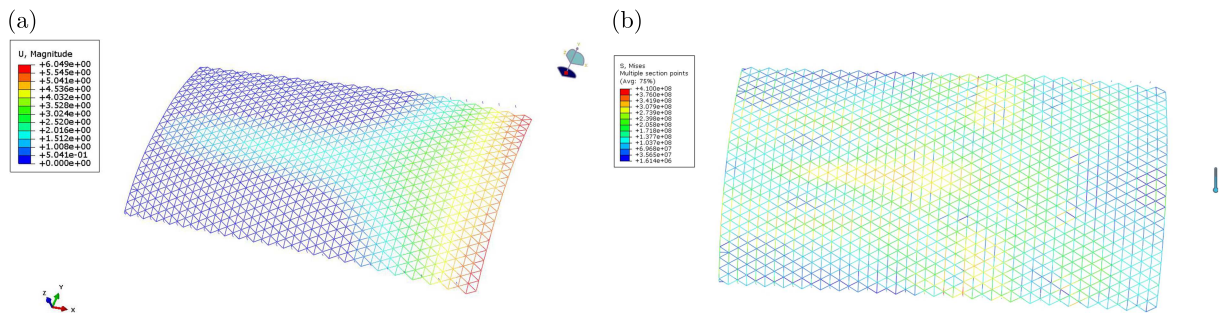 (a)
U, Magnitude
+6.049e+00
+5.545e+00
+5.041e+00
+4.536e+00
+4.032e+00
+3.528e+00
+3.024e+00
+2.520e+00
+2.016e+00
+1.512e+00
+1.008e+00
+5.041e-01
+0.000e+00
Z
Y
X
(b)
S, Mises
Multiple section points
(Avg: 75%)
+4.100e+08
+3.760e+08
+3.419e+08
+3.079e+08
+2.739e+08
+2.398e+08
+2.058e+08
+1.718e+08
+1.377e+08
+1.037e+08
+6.968e+07
+3.565e+07
+1.614e+06